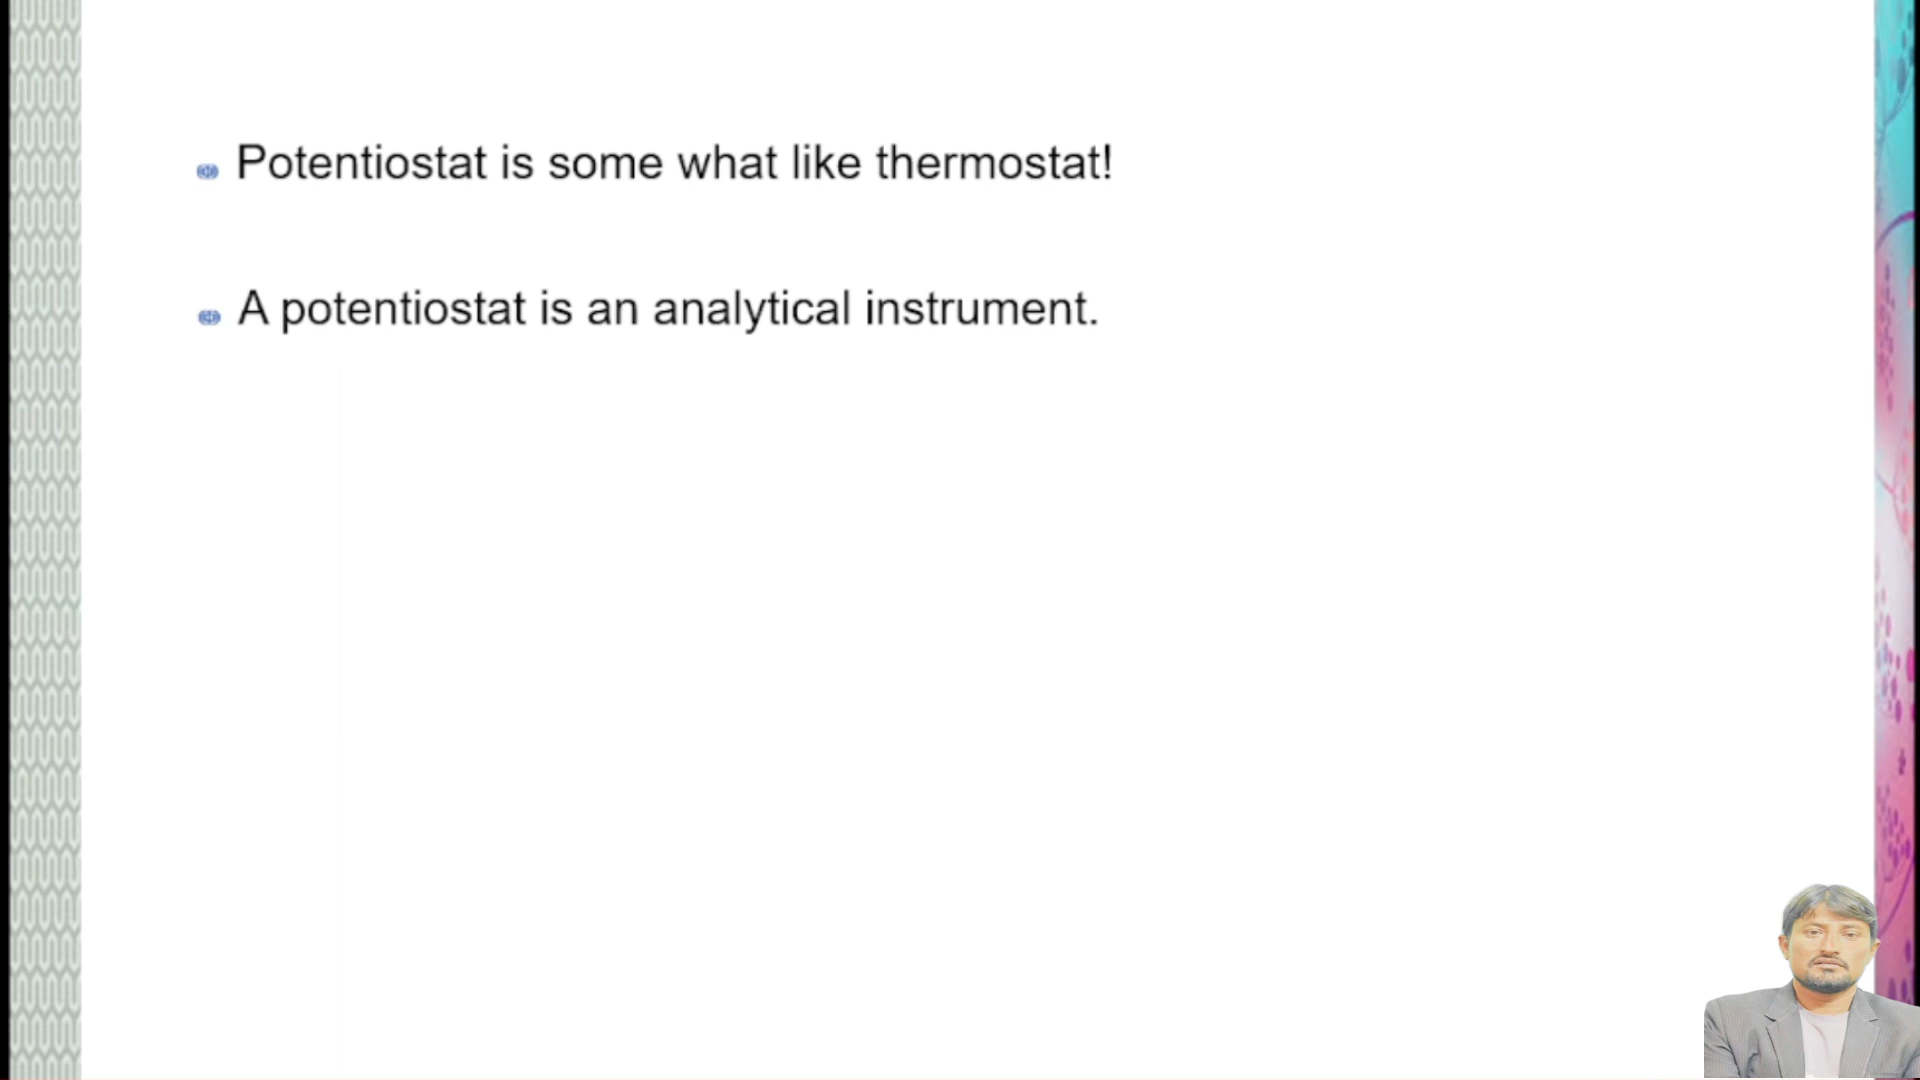 Potentiostat is some what like thermostat!
A potentiostat is an analytical instrument.